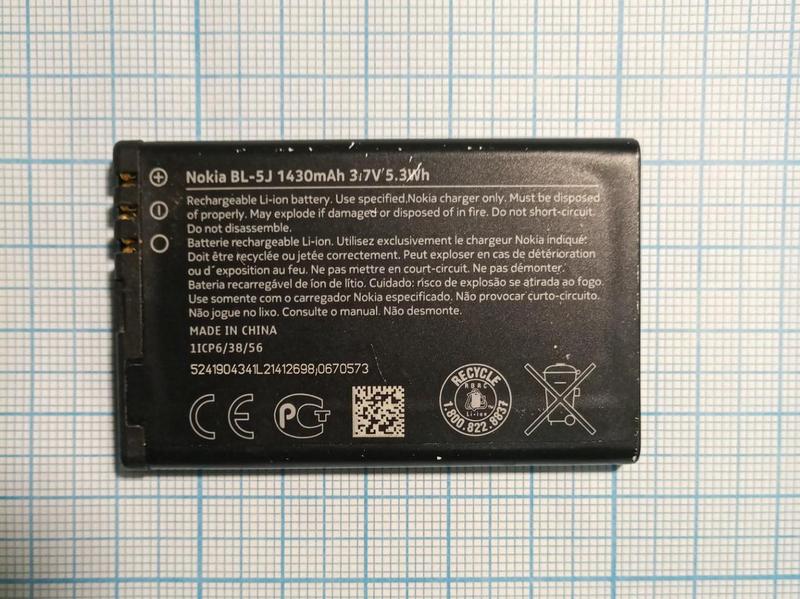 Nokia BL-5J 1430mAh 3.7V 5.3Wh
Rechargeable Li-ion battery. Use specified Nokia charger only. Must be disposed
of properly. May explode if damaged or disposed of in fire. Do not short-circuit.
Do not disassemble.
Batterie rechargeable Li-ion. Utilisez exclusivement le chargeur Nokia indiqué.
Doit être recyclée ou jetée correctement. Peut exploser en cas de détérioration
ou d´exposition au feu. Ne pas mettre en court-circuit. Ne pas démonter.
Bateria recarregável de íon de lítio. Cuidado: risco de explosão se atirada ao fogo.
Use somente com o carregador Nokia especificado. Não provocar curto-circuito.
Não jogue no lixo. Consulte o manual. Não desmonte.
MADE IN CHINA
1ICP6/38/56
5241904341L21412698;0670573
CE
PCT
RECYCLE
RBRC
Li-ion
1.800.822.8837